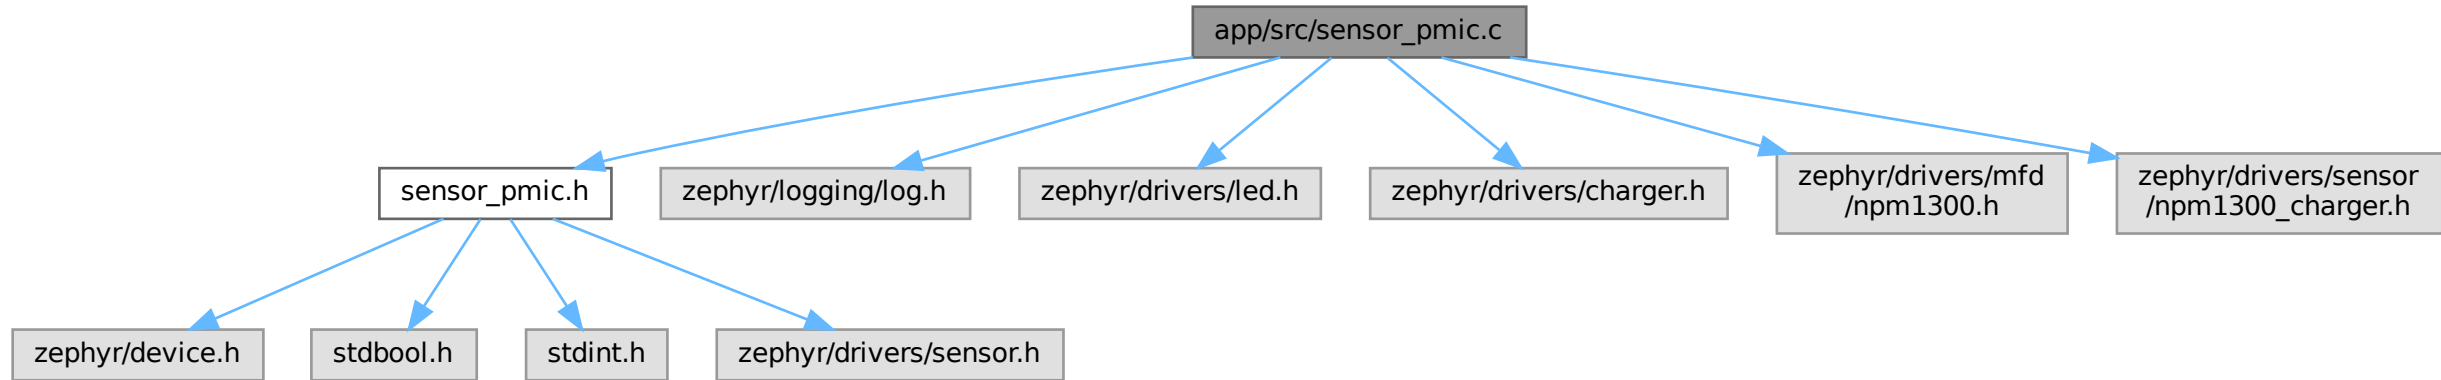 app/src/sensor_pmic.c
sensor_pmic.h
zephyr/logging/log.h
zephyr/drivers/led.h
zephyr/drivers/charger.h
zephyr/drivers/mfd
/npm1300.h
zephyr/drivers/sensor
/npm1300_charger.h
zephyr/device.h
stdbool.h
stdint.h
zephyr/drivers/sensor.h